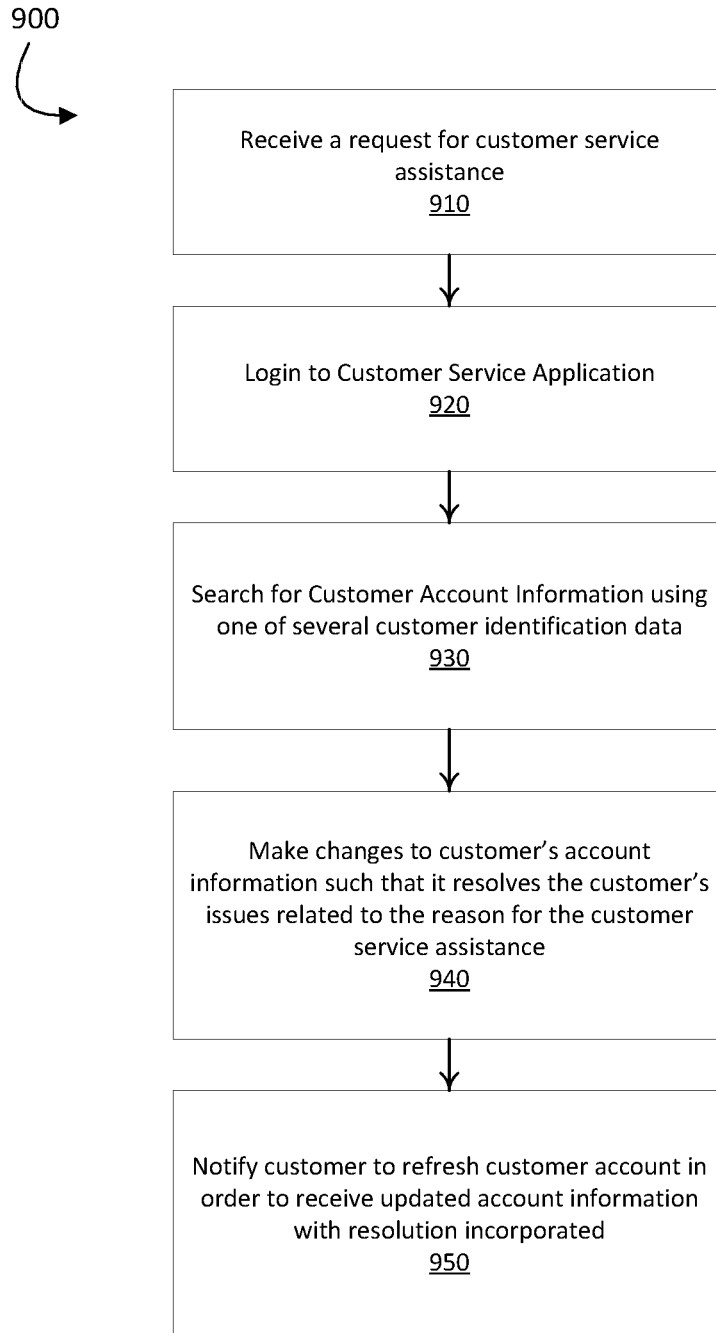 900
Receive a request for customer service
assistance
910
Login to Customer Service Application
920
Search for Customer Account Information using
one of several customer identification data
930
Make changes to customer’s account
information such that it resolves the customer’s
issues related to the reason for the customer
service assistance
940
Notify customer to refresh customer account in
order to receive updated account information
with resolution incorporated
950